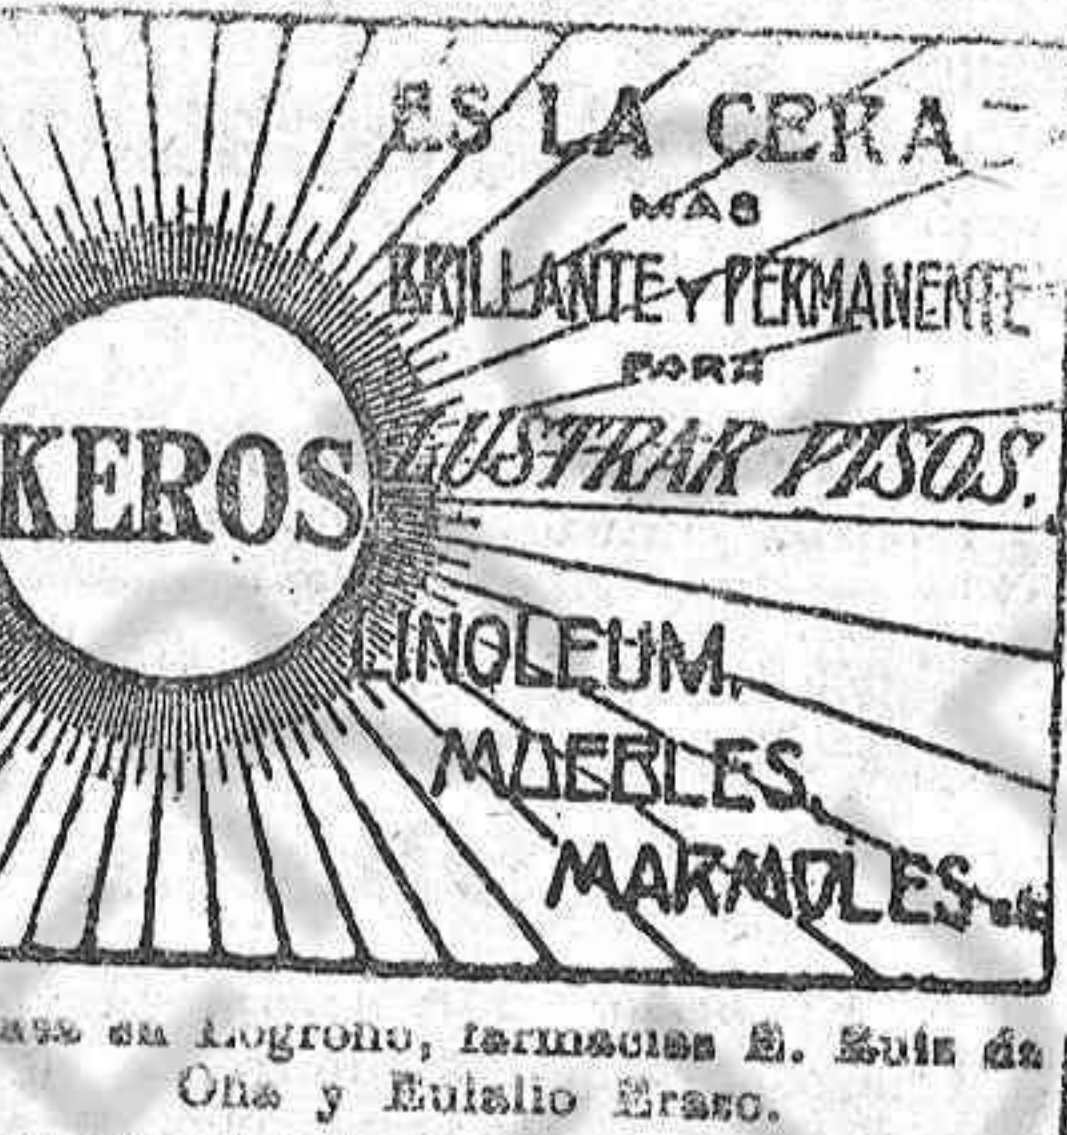 KEROS
ES LA CERA
MAS
BRILLANTE Y PERMANENTE
PARA
LUSTRAR PISOS.
LINOLEUM,
MUEBLES,
MARMOLES
en Logroño, farmacias E. Ruiz de
Oña y Eulalio Eraso.